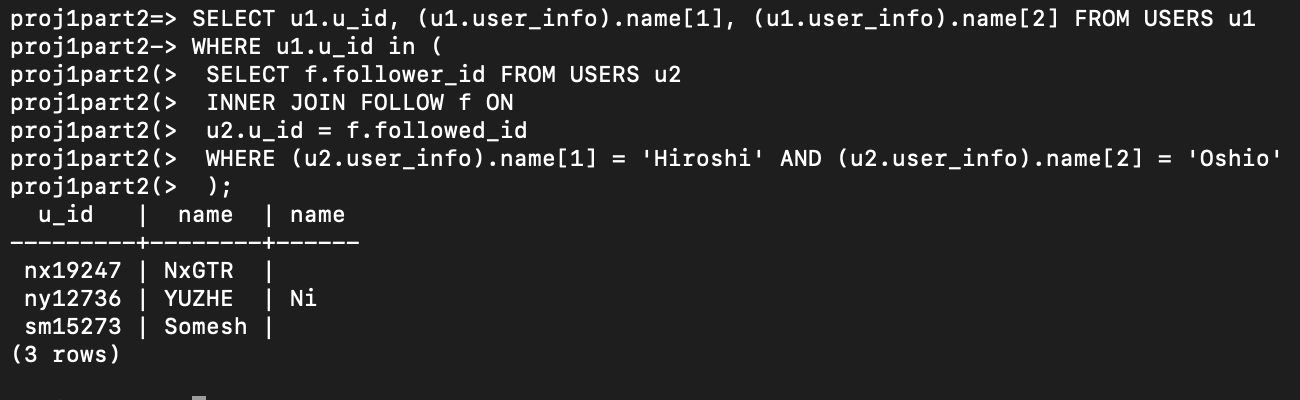 proj1part2=> SELECT u1.u_id, (u1.user_info).name[1], (u1.user_info).name[2] FROM USERS u1
proj1part2-> WHERE u1.u_id in (
proj1part2(>  SELECT f.follower_id FROM USERS u2
proj1part2(>  INNER JOIN FOLLOW f ON
proj1part2(>  u2.u_id = f.followed_id
proj1part2(>  WHERE (u2.user_info).name[1] = 'Hiroshi' AND (u2.user_info).name[2] = 'Oshio'
proj1part2(>  );
  u_id   |  name  | name
---------+--------+------
 nx19247 | NxGTR  |
 ny12736 | YUZHE  | Ni
 sm15273 | Somesh |
(3 rows)